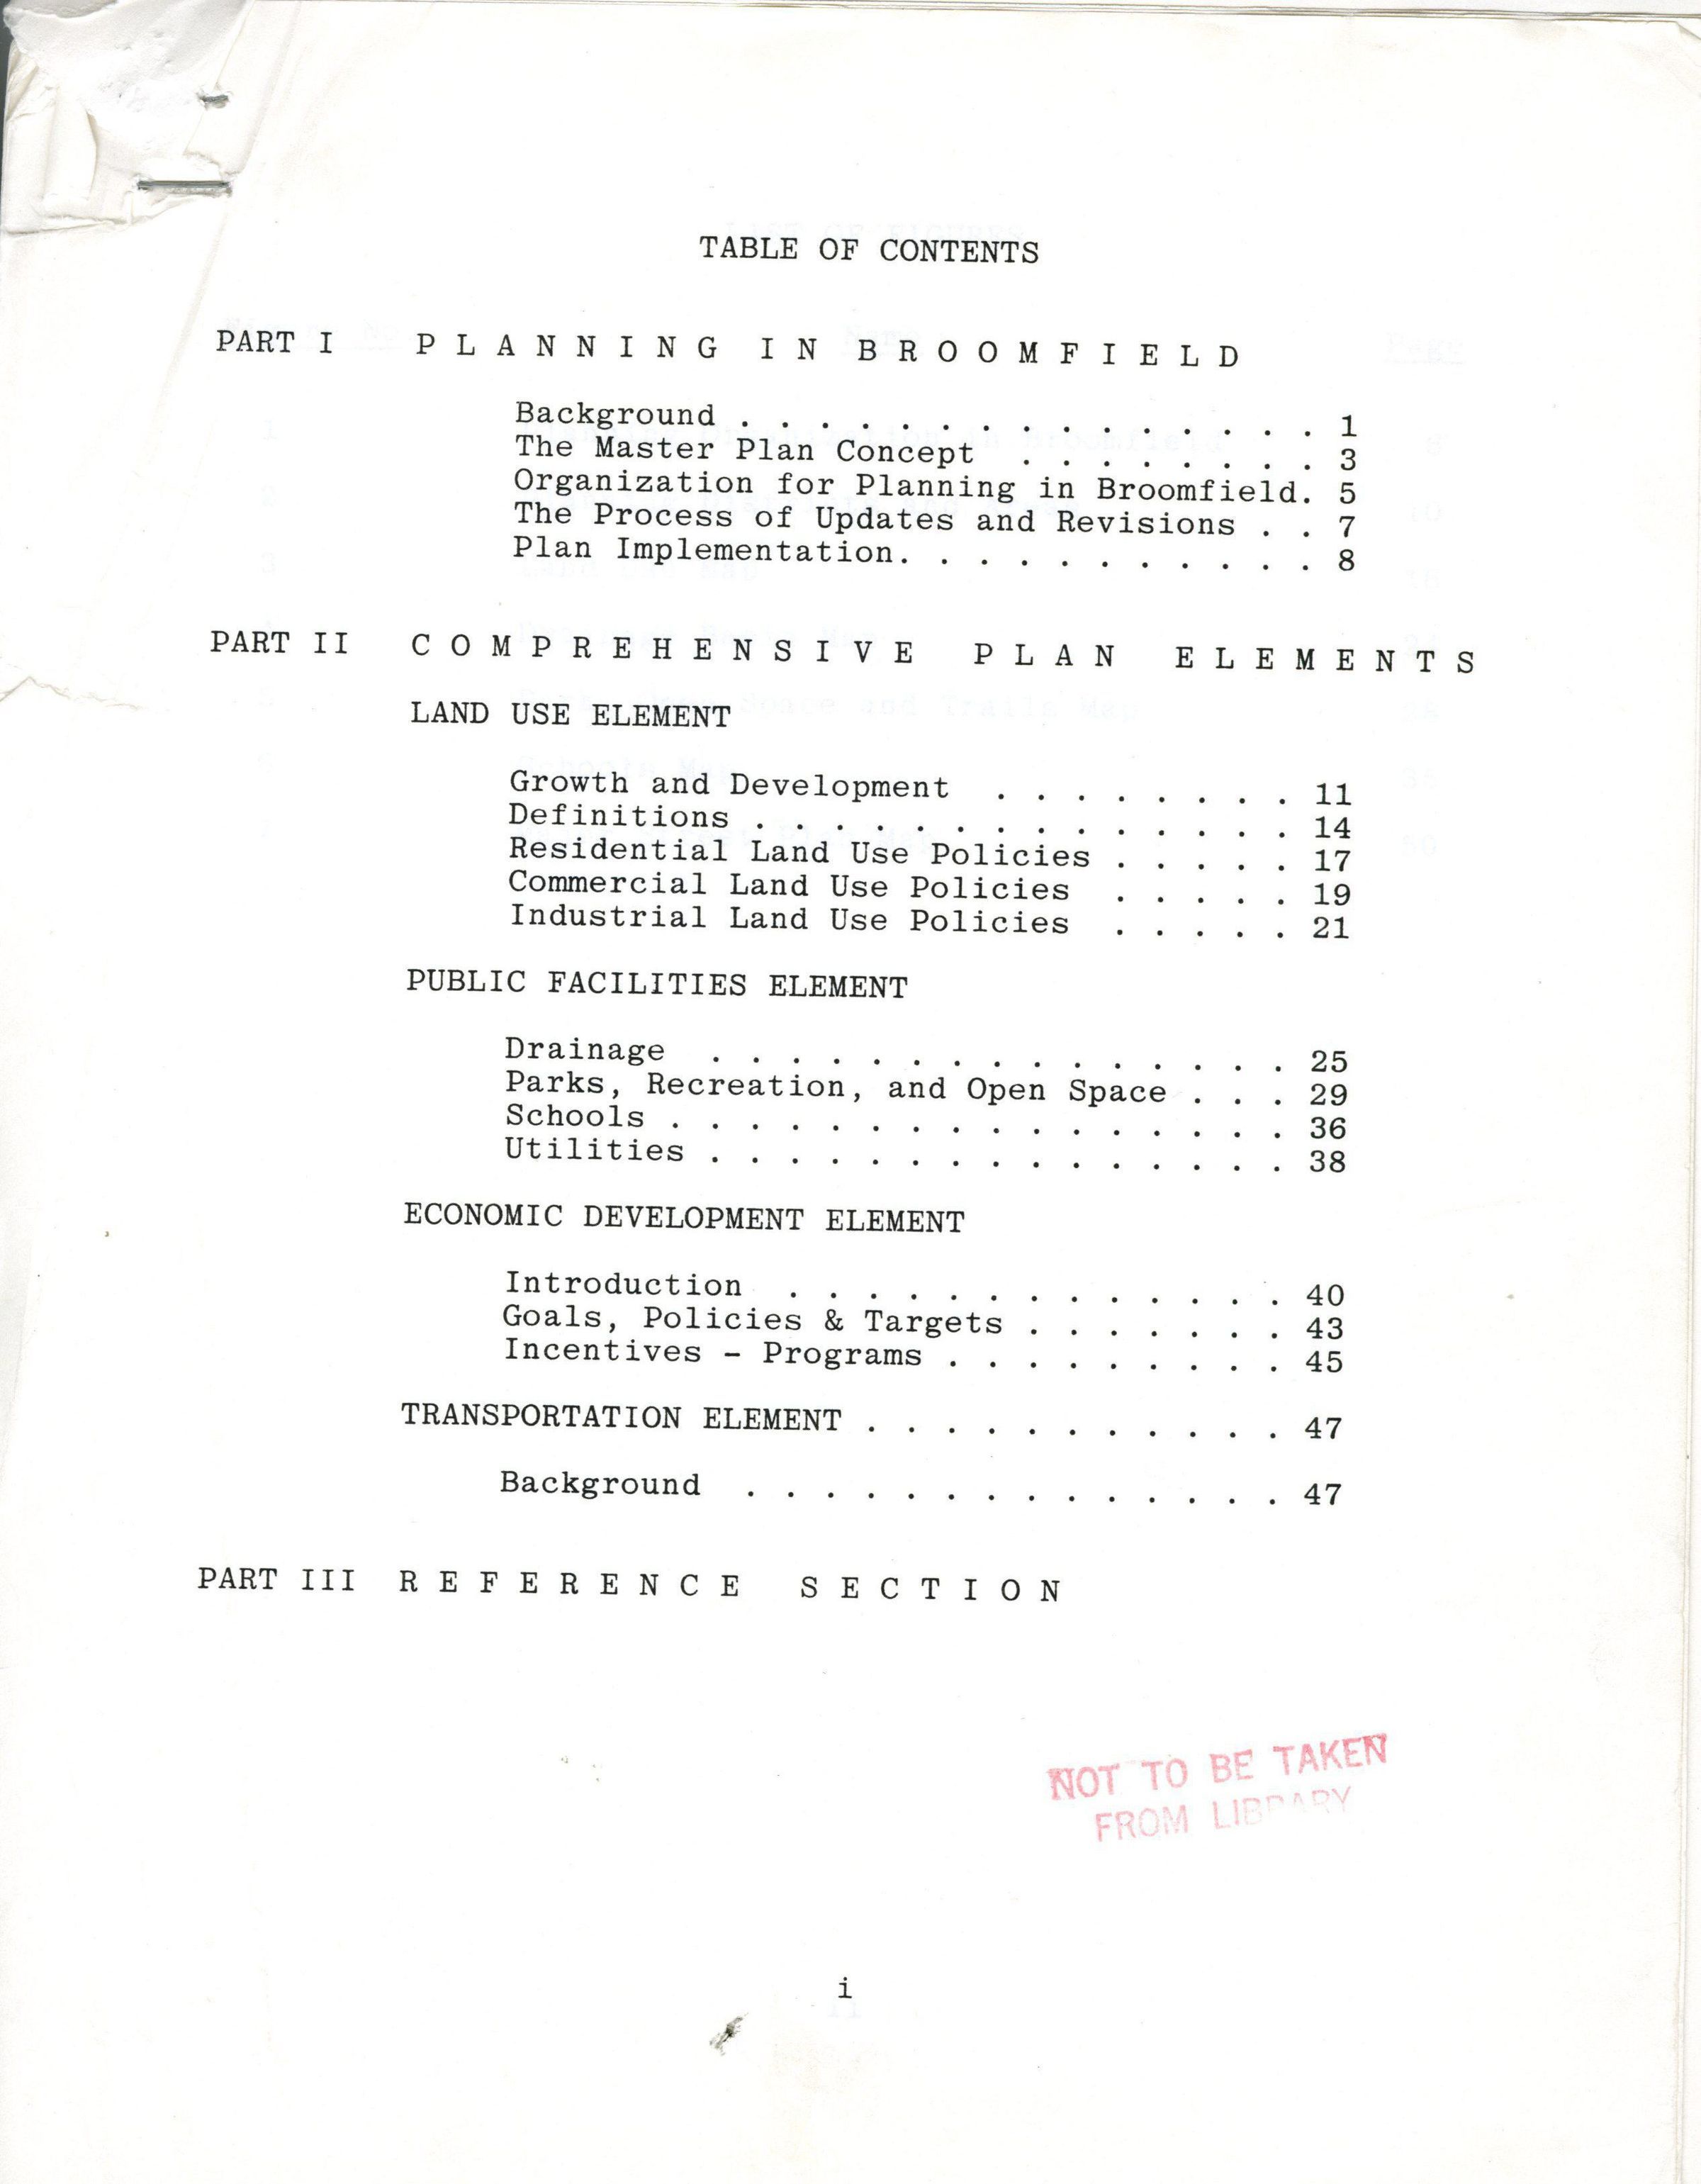 TABLE OF CONTENTS
PART I P L A N N I N G I N B R O O M F I E L D
Background . . . . . . . . . . . . . . . 1
The Master Plan Concept . . . . . . . . 3
Organization for Planning in Broomfield. 5
The Process of Updates and Revisions . . 7
Plan Implementation. . . . . . . . . . . 8
PART II C O M P R E H E N S I V E P L A N E L E M E N T S
LAND USE ELEMENT
Growth and Development . . . . . . . . 11
Definitions . . . . . . . . . . . . . . 14
Residential Land Use Policies . . . . . 17
Commercial Land Use Policies . . . . . 19
Industrial Land Use Policies . . . . . 21
PUBLIC FACILITIES ELEMENT
Drainage . . . . . . . . . . . . . . . 25
Parks, Recreation, and Open Space . . . 29
Schools . . . . . . . . . . . . . . . . 36
Utilities . . . . . . . . . . . . . . . 38
ECONOMIC DEVELOPMENT ELEMENT
Introduction . . . . . . . . . . . . . 40
Goals, Policies & Targets . . . . . . . 43
Incentives - Programs . . . . . . . . . 45
TRANSPORTATION ELEMENT . . . . . . . . . . . 47
Background . . . . . . . . . . . . . . 47
PART III R E F E R E N C E S E C T I O N
NOT TO BE TAKEN
FROM LIBRARY
i